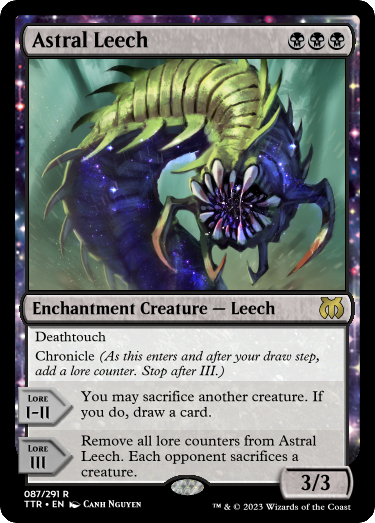 Astral Leech
Enchantment Creature — Leech
Deathtouch
Chronicle (As this enters and after your draw step,
add a lore counter. Stop after III.)
LORE
I-II
You may sacrifice another creature. If
you do, draw a card.
LORE
III
Remove all lore counters from Astral
Leech. Each opponent sacrifices a
creature.
3/3
087/291 R
TTR • EN Canh Nguyen
™ & © 2023 Wizards of the Coast